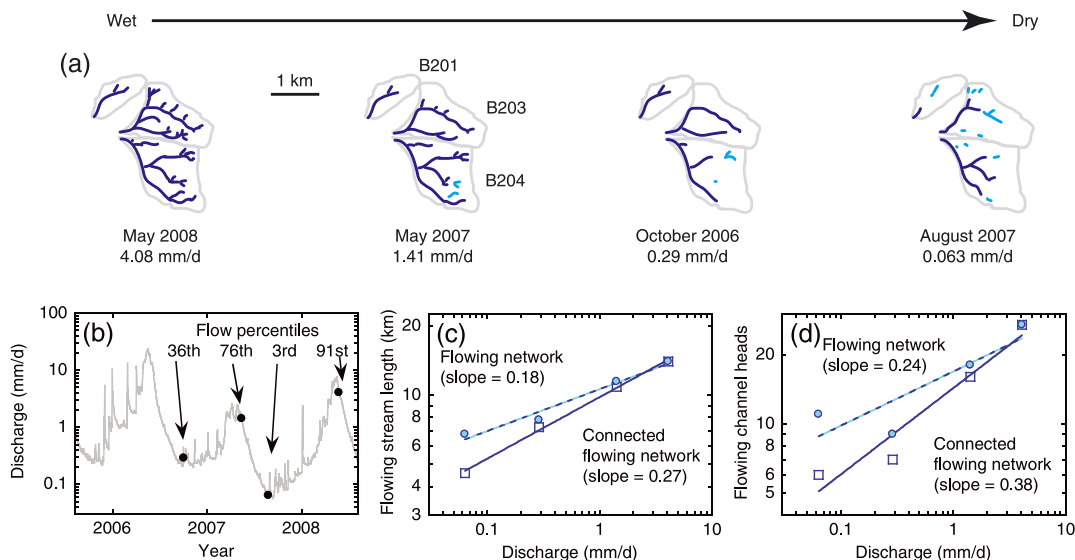 Wet
Dry
(a)
1 km
B201
B203
B204
May 2008
4.08 mm/d
May 2007
1.41 mm/d
October 2006
0.29 mm/d
August 2007
0.063 mm/d
(b)
Flow percentiles
36th 76th 3rd 91st
Discharge (mm/d)
100
10
1
0.1
2006 2007 2008
Year
(c)
Flowing stream length (km)
20
10
8
6
4
3
Flowing network
(slope = 0.18)
Connected
flowing network
(slope = 0.27)
0.1 1 10
Discharge (mm/d)
(d)
Flowing channel heads
20
10
8
6
5
Flowing network
(slope = 0.24)
Connected
flowing network
(slope = 0.38)
0.1 1 10
Discharge (mm/d)